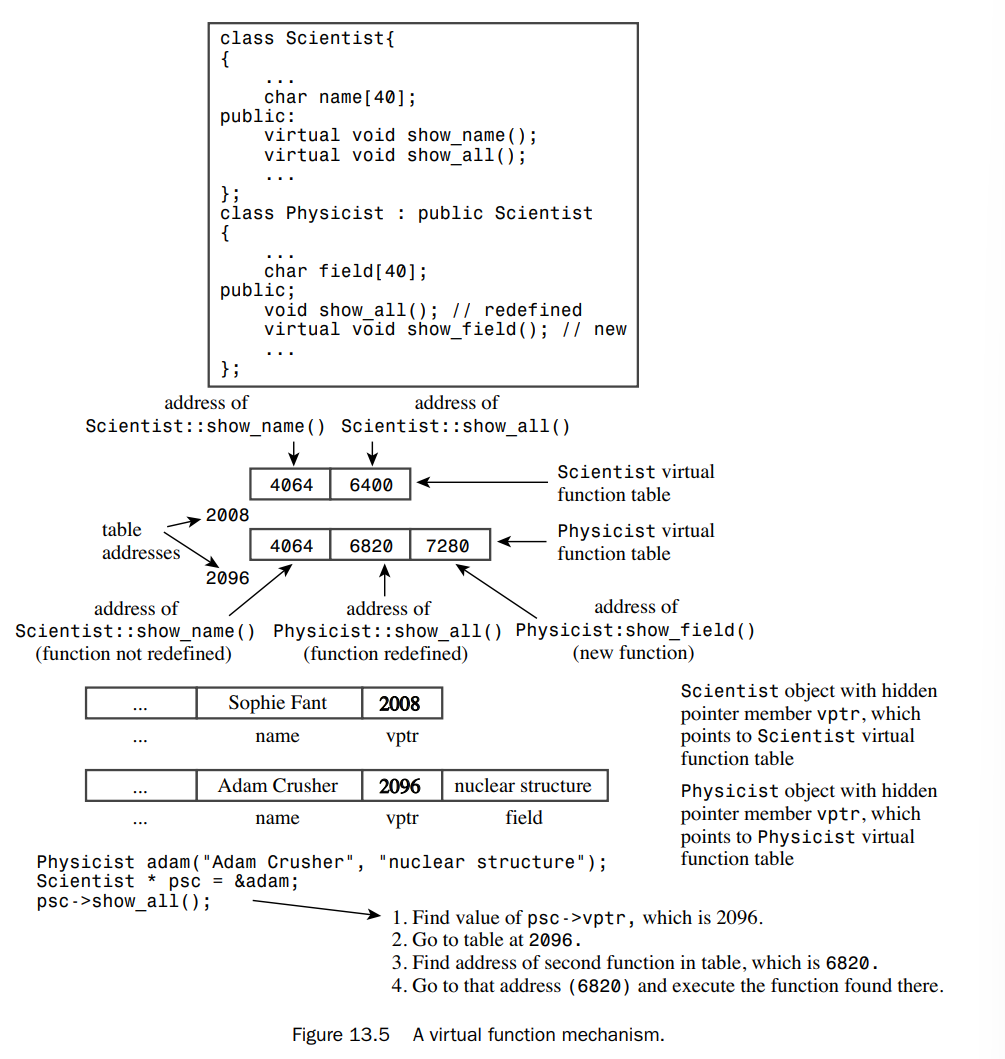 class Scientist{
{
    ...
    char name[40];
public:
    virtual void show_name();
    virtual void show_all();
    ...
};
class Physicist : public Scientist
{
    ...
    char field[40];
public;
    void show_all(); // redefined
    virtual void show_field(); // new
    ...
};
address of
Scientist::show_name()
address of
Scientist::show_all()
4064 6400
Scientist virtual
function table
2008
table
addresses
4064 6820 7280
Physicist virtual
function table
2096
address of
Scientist::show_name()
(function not redefined)
address of
Physicist::show_all()
(function redefined)
address of
Physicist:show_field()
(new function)
... Sophie Fant 2008
... name vptr
Scientist object with hidden
pointer member vptr, which
points to Scientist virtual
function table
... Adam Crusher 2096 nuclear structure
... name vptr field
Physicist object with hidden
pointer member vptr, which
points to Physicist virtual
function table
Physicist adam("Adam Crusher", "nuclear structure");
Scientist * psc = &adam;
psc->show_all();
1. Find value of psc->vptr, which is 2096.
2. Go to table at 2096.
3. Find address of second function in table, which is 6820.
4. Go to that address (6820) and execute the function found there.
Figure 13.5 A virtual function mechanism.